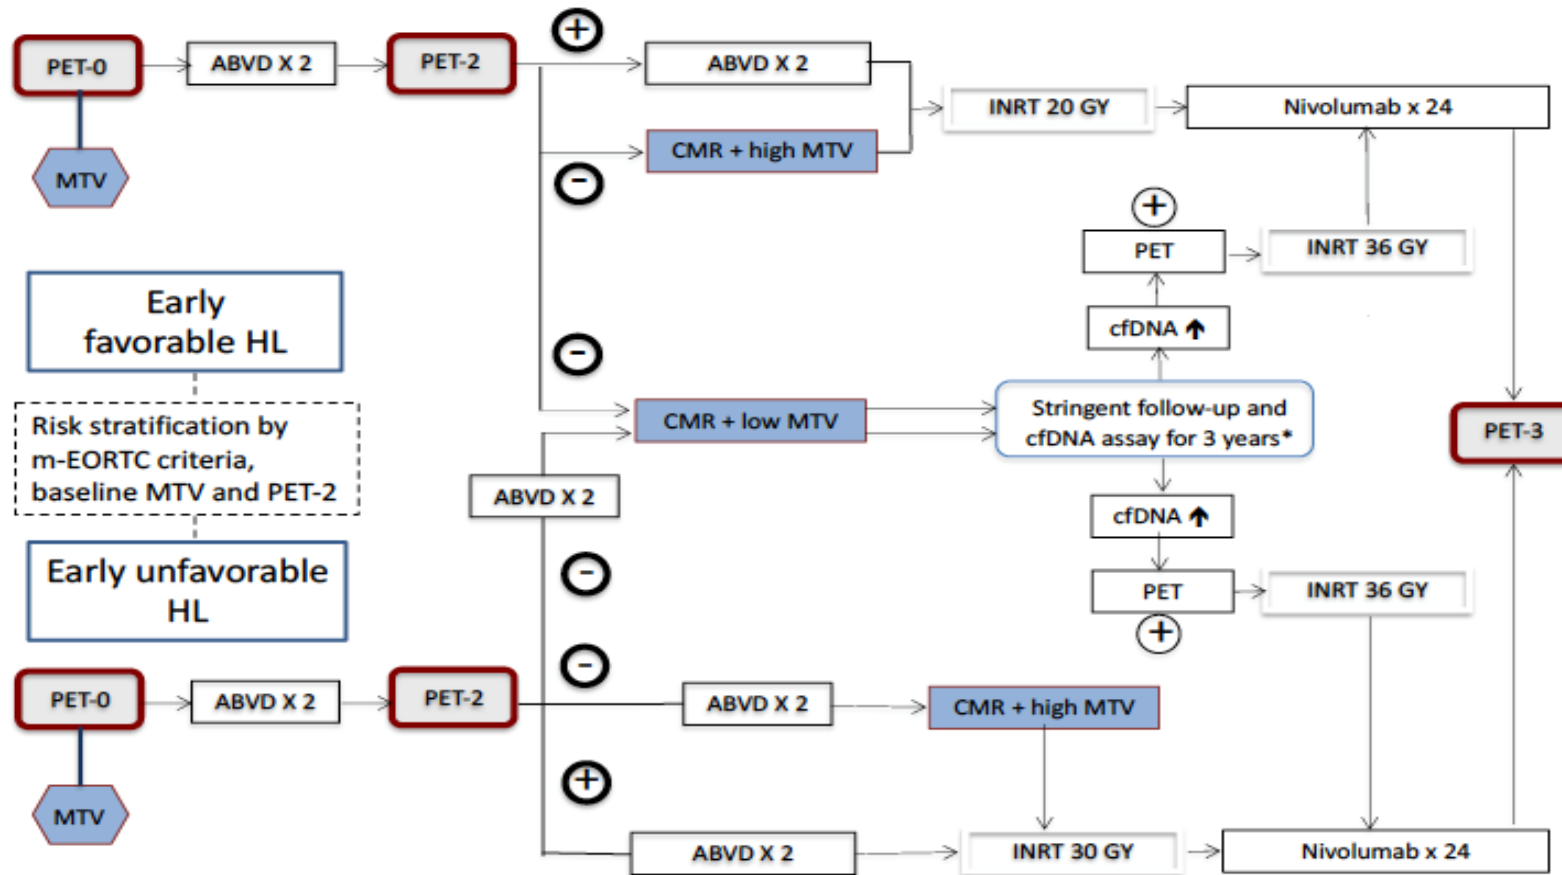 PET-0
ABVD X 2
PET-2
+
ABVD X 2
INRT 20 GY
Nivolumab x 24
MTV
CMR + high MTV
-
+
PET
INRT 36 GY
Early
favorable HL
cfDNA ↑
-
Risk stratification by
m-EORTC criteria,
baseline MTV and PET-2
CMR + low MTV
Stringent follow-up and
cfDNA assay for 3 years*
PET-3
ABVD X 2
cfDNA ↑
Early unfavorable
HL
-
PET
+
INRT 36 GY
PET-0
ABVD X 2
PET-2
-
ABVD X 2
CMR + high MTV
MTV
+
ABVD X 2
INRT 30 GY
Nivolumab x 24